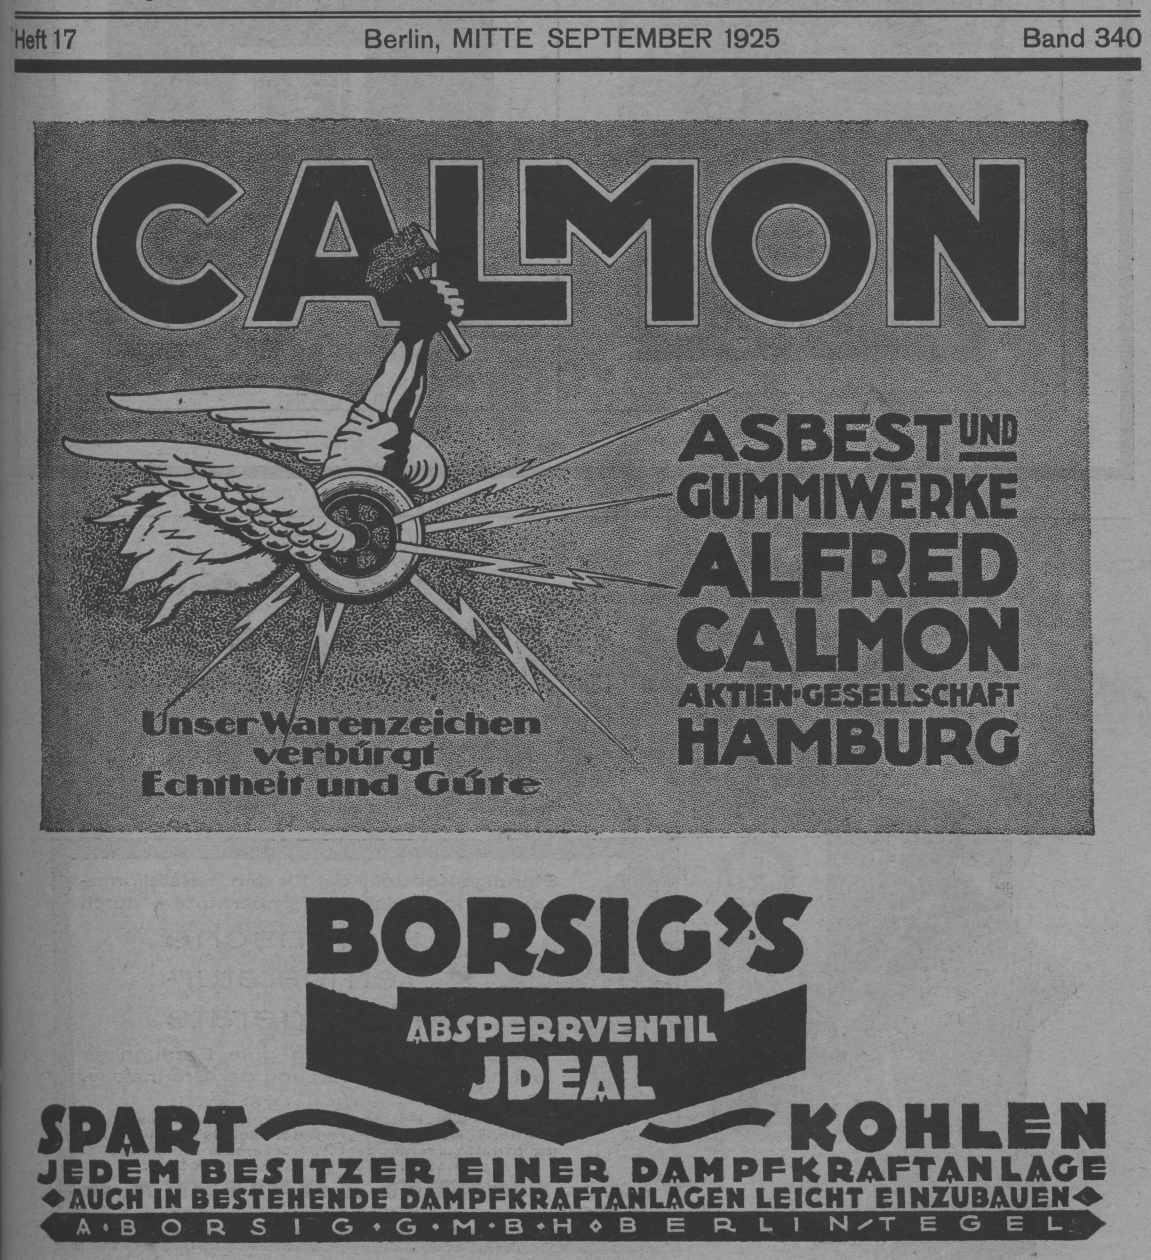 Heft 17 Berlin, MITTE SEPTEMBER 1925 Band 340
CALMON
ASBEST UND
GUMMIWERKE
ALFRED
CALMON
AKTIEN-GESELLSCHAFT
HAMBURG
Unser Warenzeichen
verbürgt
Echtheit und Güte
BORSIG'S
ABSPERRVENTIL
JDEAL
SPART KOHLEN
JEDEM BESITZER EINER DAMPFKRAFTANLAGE
AUCH IN BESTEHENDE DAMPFKRAFTANLAGEN LEICHT EINZUBAUEN
A·BORSIG·G·M·B·H·BERLIN/TEGEL